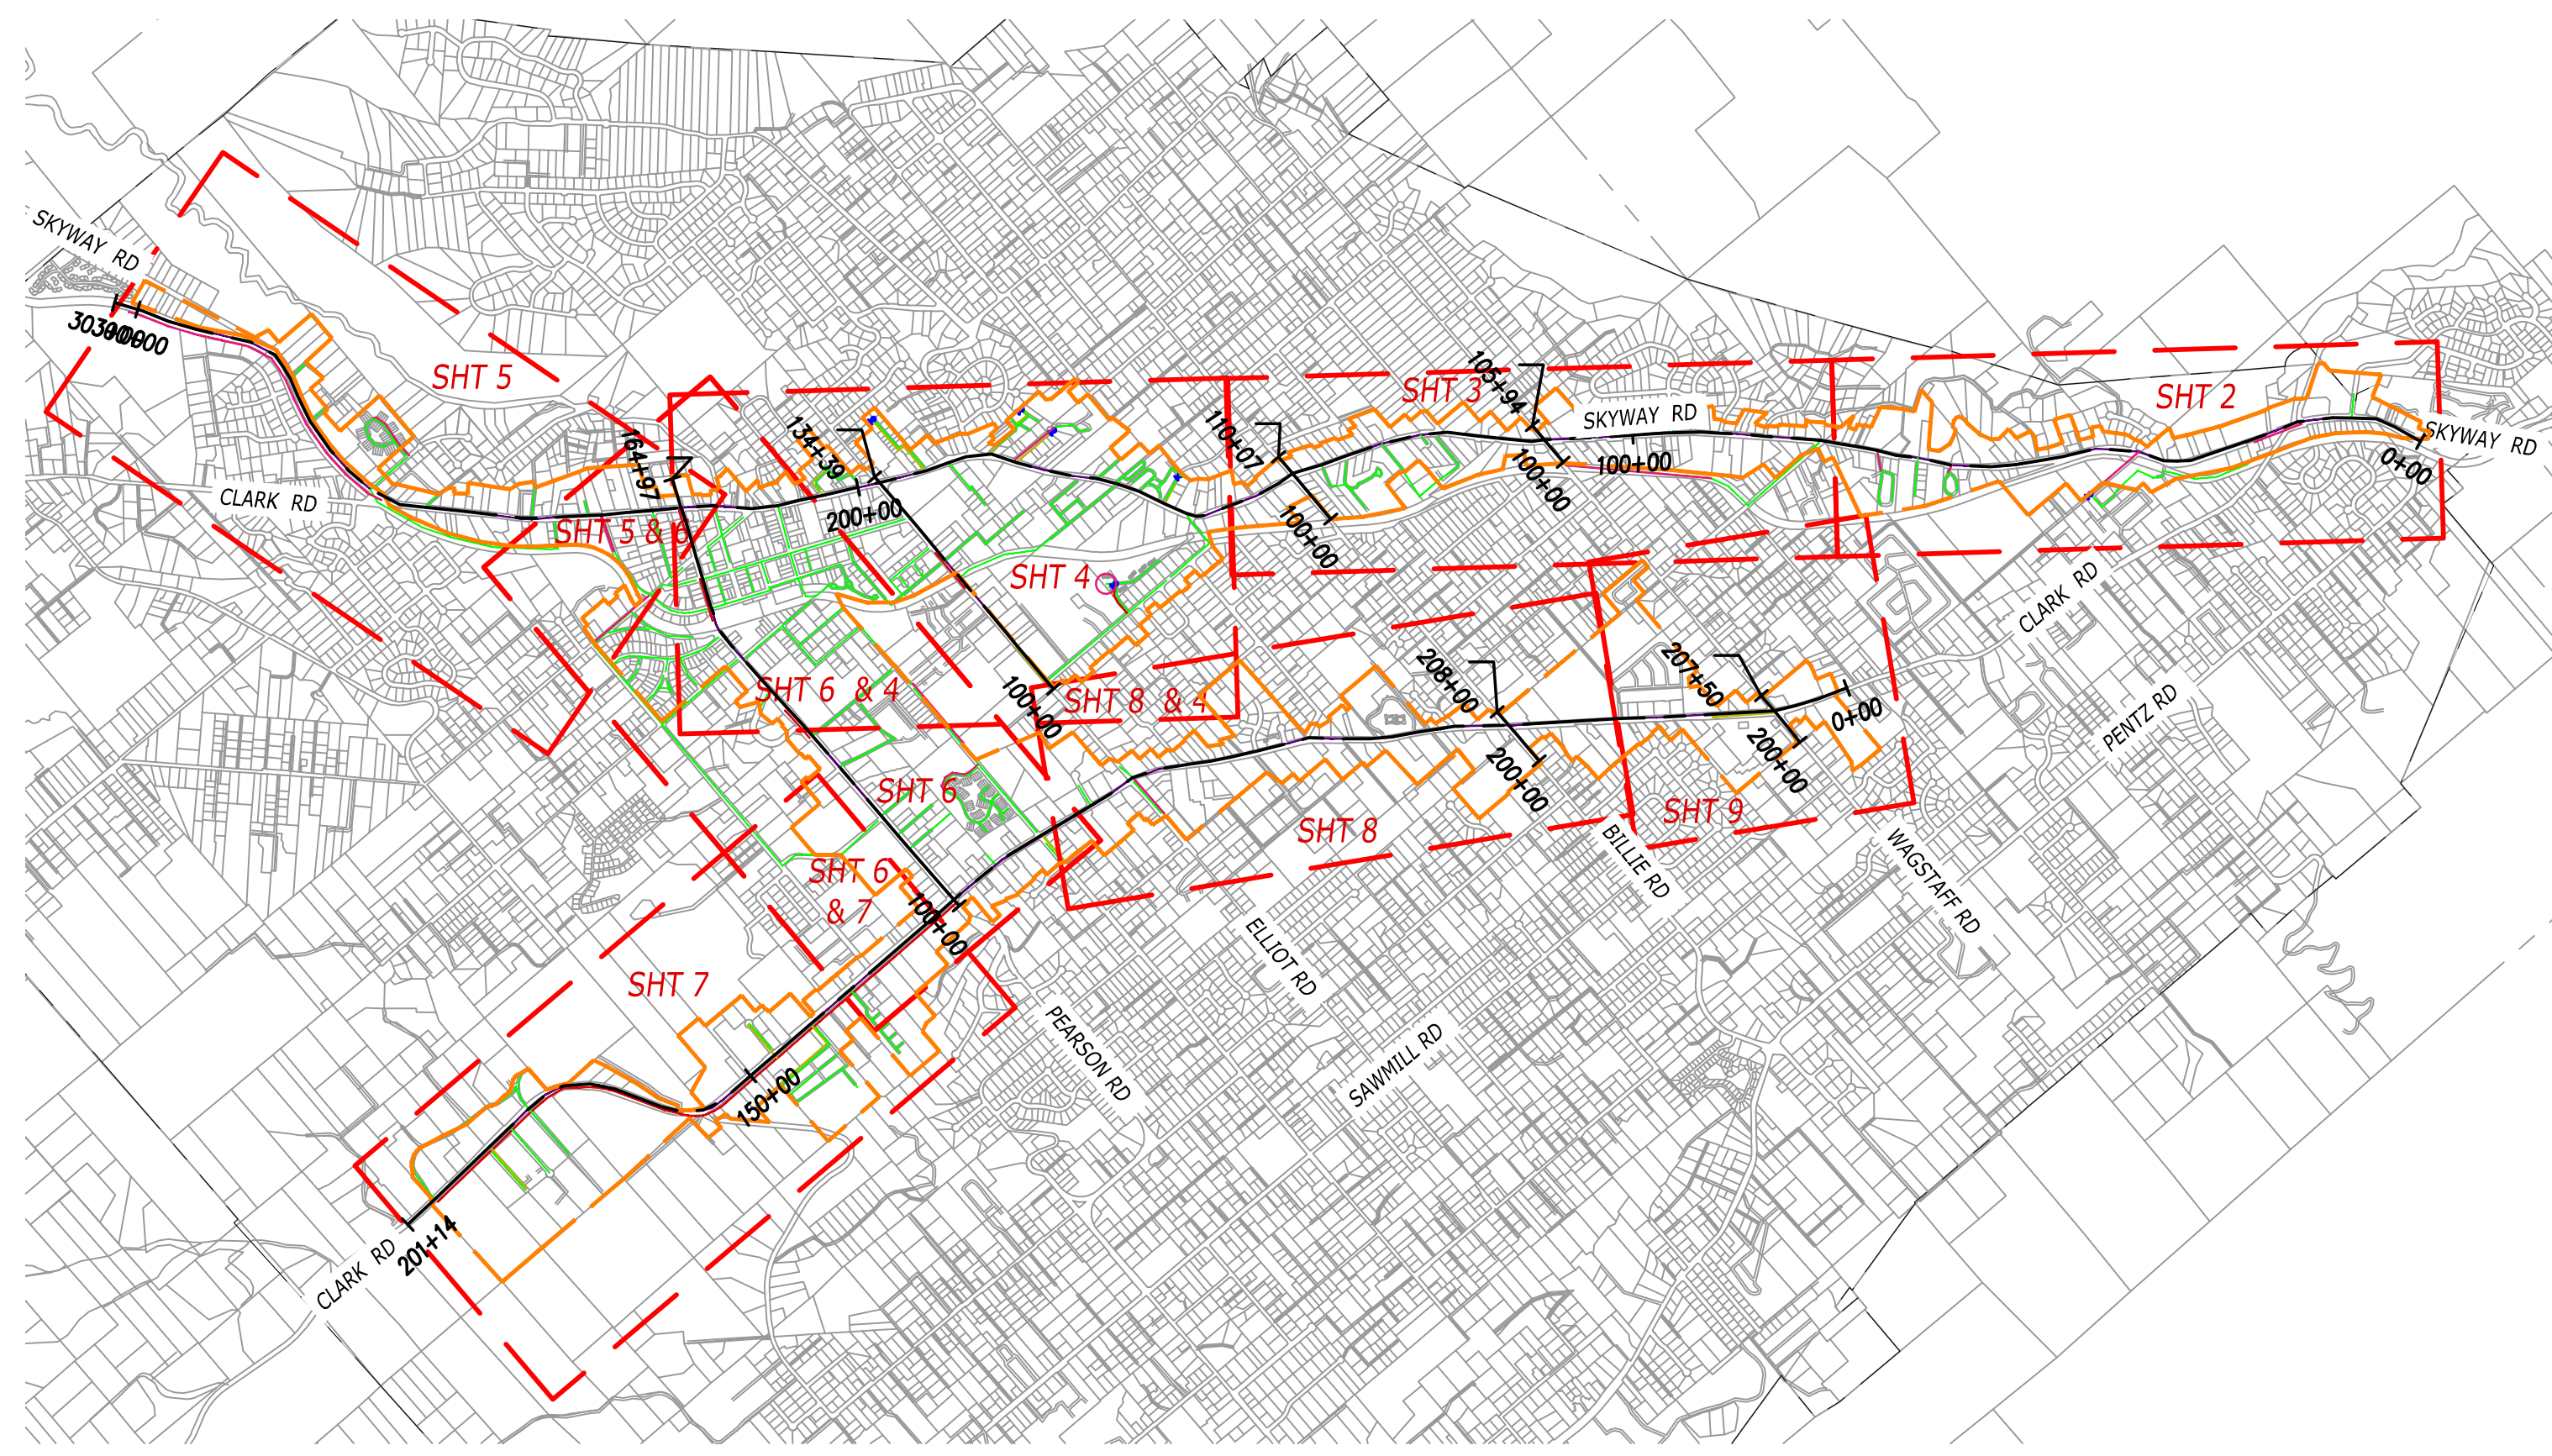 SKYWAY RD
303+00
300+00
SHT 5
CLARK RD
164+97
SHT 5 & 6
134+39
200+00
110+07
100+00
SHT 3
105+94
SKYWAY RD
100+00
100+00
SHT 2
SKYWAY RD
0+00
SHT 4
SHT 6 & 4
100+00
SHT 8 & 4
208+00
200+00
207+50
200+00
0+00
CLARK RD
PENTZ RD
SHT 6
SHT 6
& 7
100+00
SHT 8
SHT 9
BILLIE RD
WAGSTAFF RD
ELLIOT RD
SHT 7
PEARSON RD
SAWMILL RD
150+00
201+14
CLARK RD